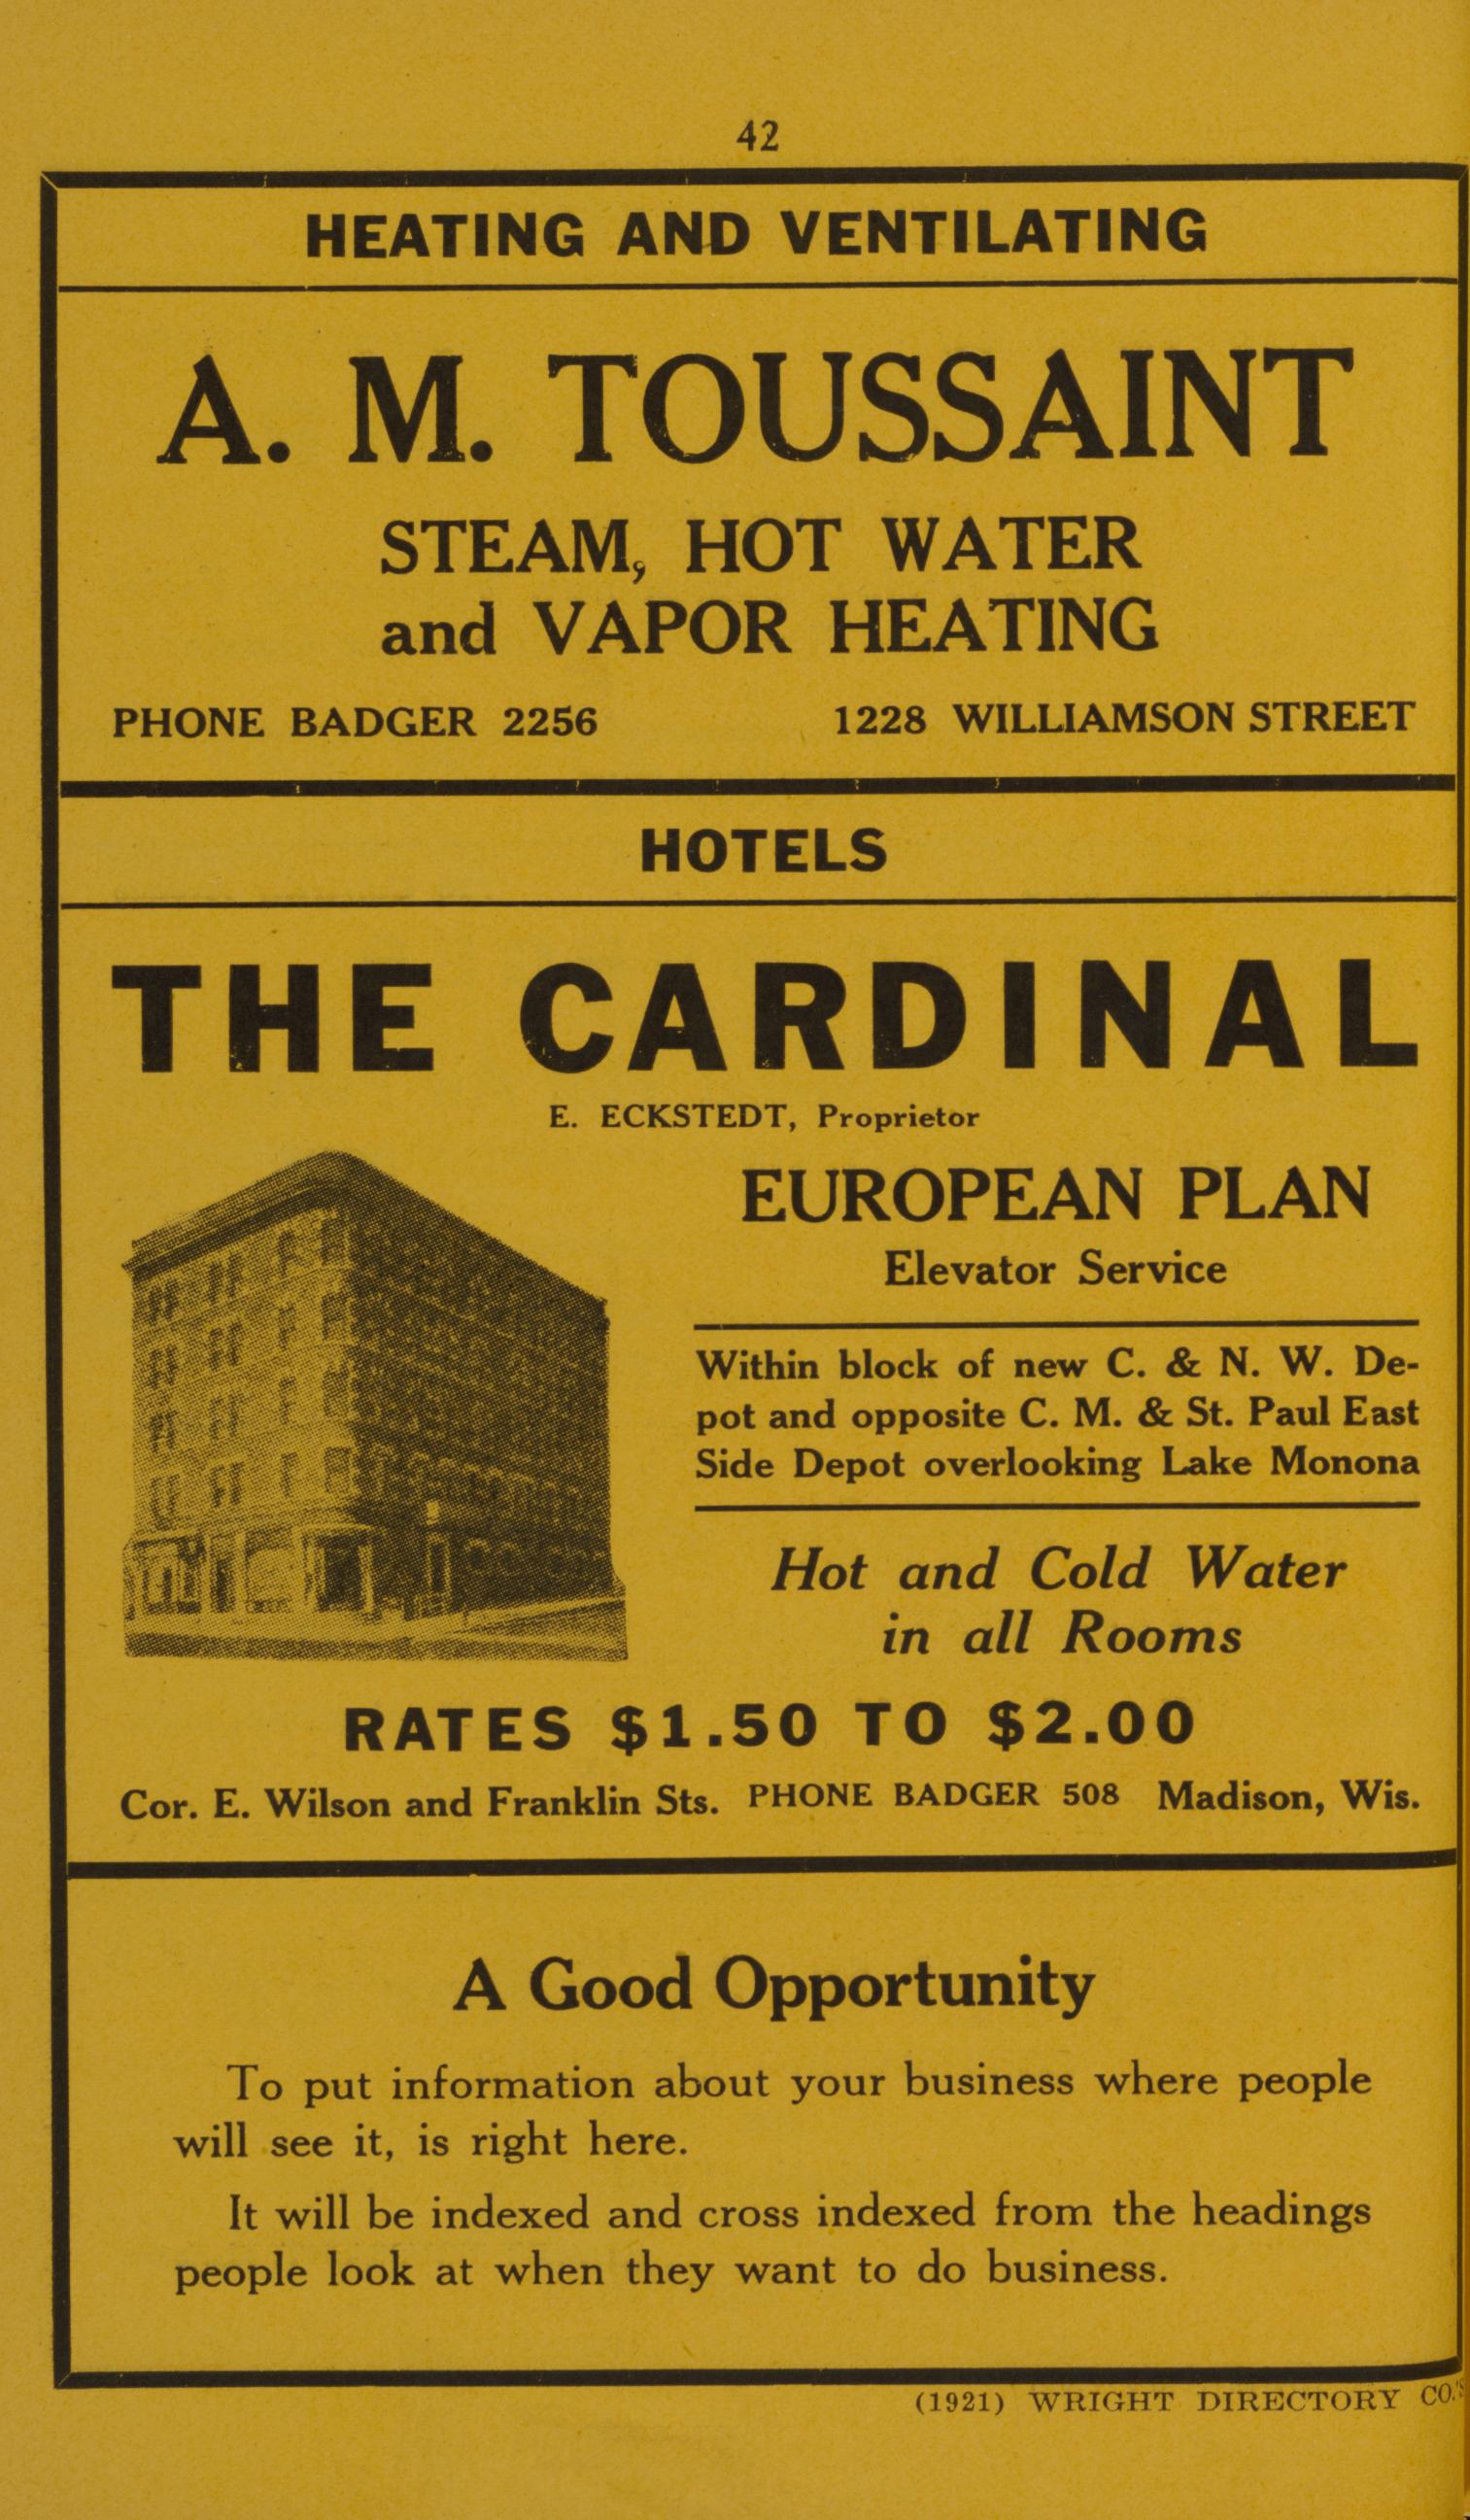 42
HEATING AND VENTILATING
A. M. TOUSSAINT
STEAM, HOT WATER
and VAPOR HEATING
PHONE BADGER 2256 1228 WILLIAMSON STREET
HOTELS
THE CARDINAL
E. ECKSTEDT, Proprietor
EUROPEAN PLAN
Elevator Service
Within block of new C. & N. W. De-
pot and opposite C. M. & St. Paul East
Side Depot overlooking Lake Monona
Hot and Cold Water
in all Rooms
RATES $1.50 TO $2.00
Cor. E. Wilson and Franklin Sts. PHONE BADGER 508 Madison, Wis.
A Good Opportunity
To put information about your business where people
will see it, is right here.
It will be indexed and cross indexed from the headings
people look at when they want to do business.
(1921) WRIGHT DIRECTORY CO.'S